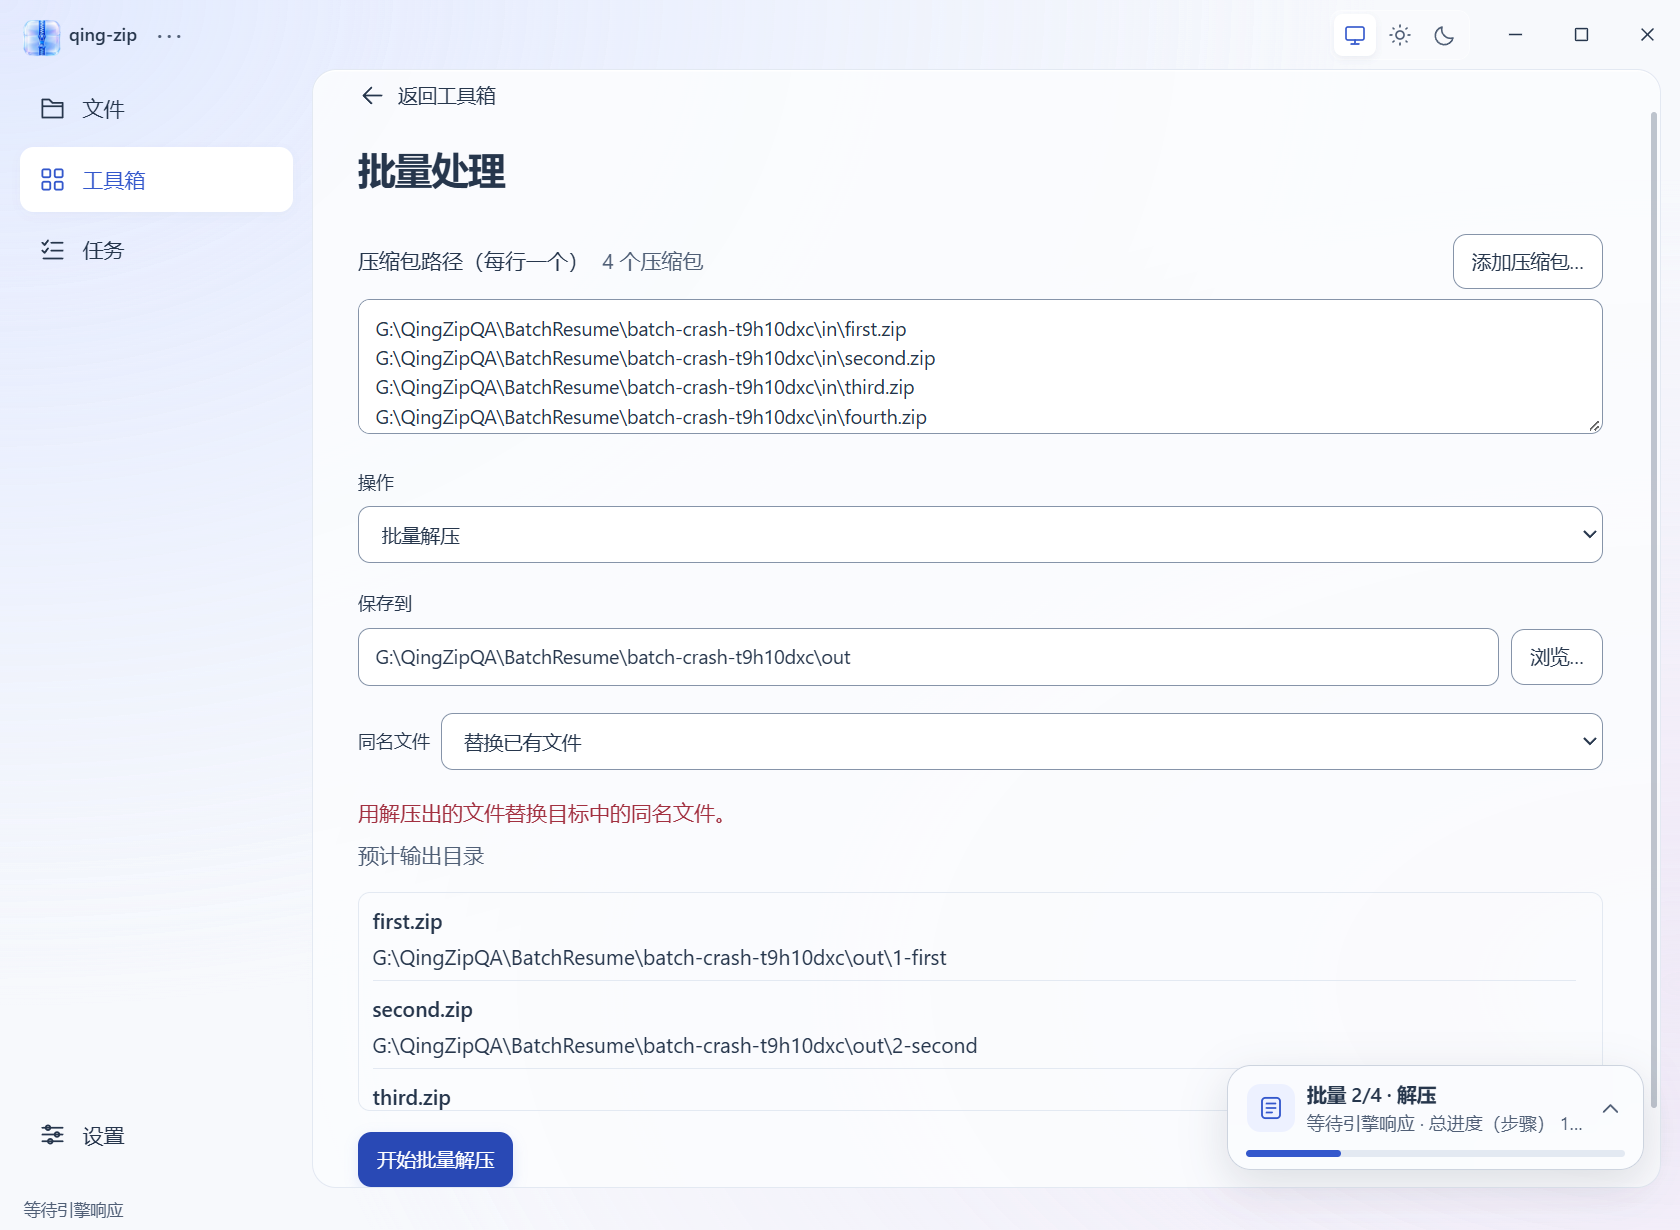 qing-zip ···
文件
工具箱
任务
设置
等待引擎响应
返回工具箱
批量处理
压缩包路径（每行一个） 4 个压缩包
添加压缩包...
G:\QingZipQA\BatchResume\batch-crash-t9h10dxc\in\first.zip
G:\QingZipQA\BatchResume\batch-crash-t9h10dxc\in\second.zip
G:\QingZipQA\BatchResume\batch-crash-t9h10dxc\in\third.zip
G:\QingZipQA\BatchResume\batch-crash-t9h10dxc\in\fourth.zip
操作
批量解压
保存到
G:\QingZipQA\BatchResume\batch-crash-t9h10dxc\out
浏览...
同名文件
替换已有文件
用解压出的文件替换目标中的同名文件。
预计输出目录
first.zip
G:\QingZipQA\BatchResume\batch-crash-t9h10dxc\out\1-first
second.zip
G:\QingZipQA\BatchResume\batch-crash-t9h10dxc\out\2-second
third.zip
开始批量解压
批量 2/4 · 解压
等待引擎响应 · 总进度（步骤） 1...